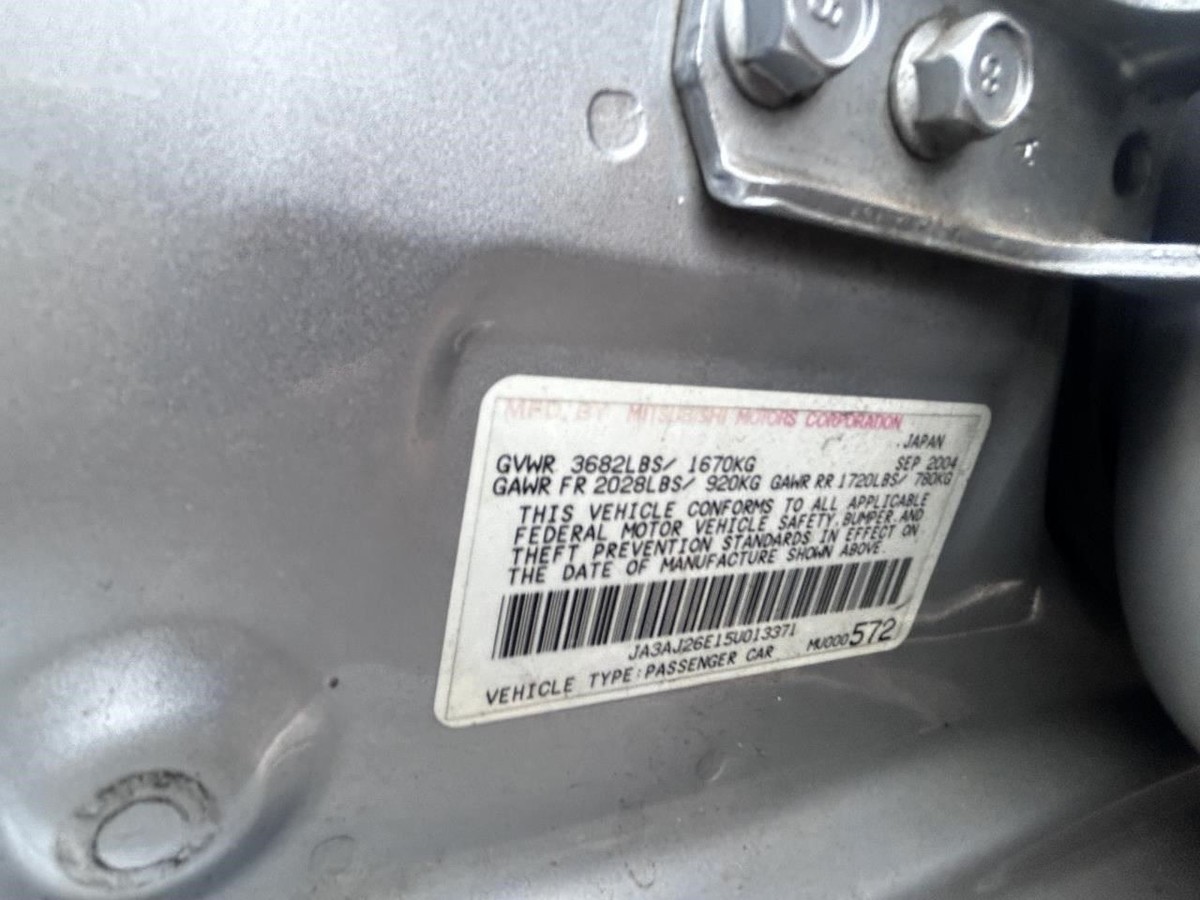 8
8
MFD. BY MITSUBISHI MOTORS CORPORATION
JAPAN
GVWR 3682LBS/ 1670KG SEP 2004
GAWR FR 2028LBS/ 920KG GAWR RR 1720LBS/ 780KG
THIS VEHICLE CONFORMS TO ALL APPLICABLE
FEDERAL MOTOR VEHICLE SAFETY, BUMPER AND
THEFT PREVENTION STANDARDS IN EFFECT ON
THE DATE OF MANUFACTURE SHOWN ABOVE.
JA3AJ26E15U013371
VEHICLE TYPE:PASSENGER CAR MU000572